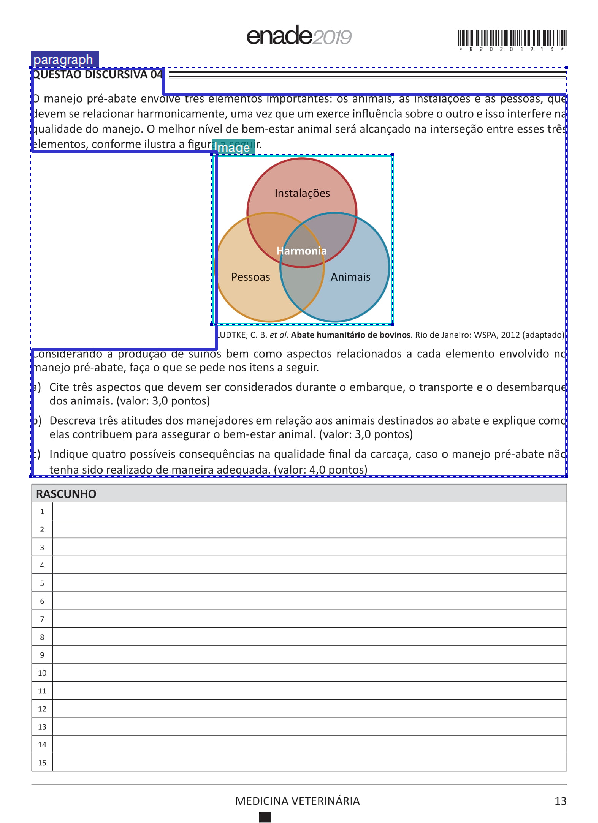 enade2019
paragraph
QUESTÃO DISCURSIVA 04
O manejo pré-abate envolve três elementos importantes: os animais, as instalações e as pessoas, que
devem se relacionar harmonicamente, uma vez que um exerce influência sobre o outro e isso interfere na
qualidade do manejo. O melhor nível de bem-estar animal será alcançado na interseção entre esses três
elementos, conforme ilustra a
image
Instalações
Harmonia
Pessoas
Animais
LUDTKE, C. B. et al. Abate humanitário de bovinos. Rio de Janeiro: WSPA, 2012 (adaptado).
Considerando a produção de suínos bem como aspectos relacionados a cada elemento envolvido no
manejo pré-abate, faça o que se pede nos itens a seguir.
a) Cite três aspectos que devem ser considerados durante o embarque, o transporte e o desembarque
dos animais. (valor: 3,0 pontos)
b) Descreva três atitudes dos manejadores em relação aos animais destinados ao abate e explique como
elas contribuem para assegurar o bem-estar animal. (valor: 3,0 pontos)
c) Indique quatro possíveis consequências na qualidade final da carcaça, caso o manejo pré-abate não
tenha sido realizado de maneira adequada. (valor: 4,0 pontos)
RASCUNHO
1
2
3
4
5
6
7
8
9
10
11
12
13
14
15
MEDICINA VETERINÁRIA
13